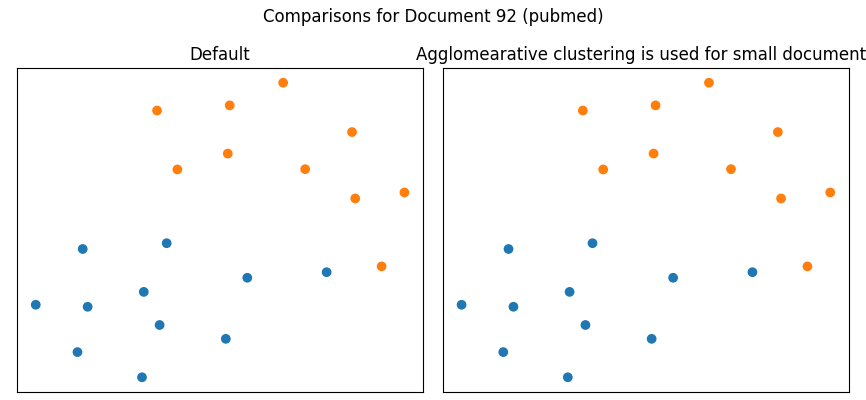 Comparisons for Document 92 (pubmed)
Default
Agglomearative clustering is used for small document